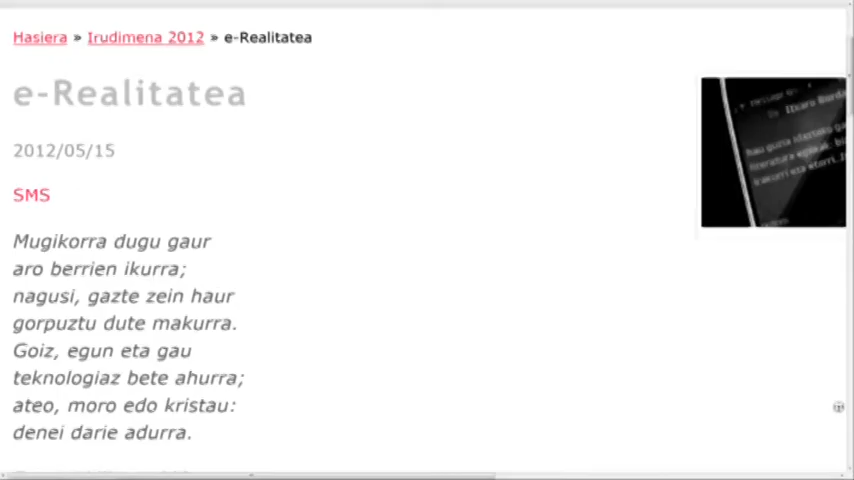 Hasiera » Irudimena 2012 » e-Realitatea
e-Realitatea
2012/05/15
SMS
Mugikorra dugu gaur
aro berrien ikurra;
nagusi, gazte zein haur
gorpuztu dute makurra.
Goiz, egun eta gau
teknologiaz bete ahurra;
ateo, moro edo kristau:
denei darie adurra.